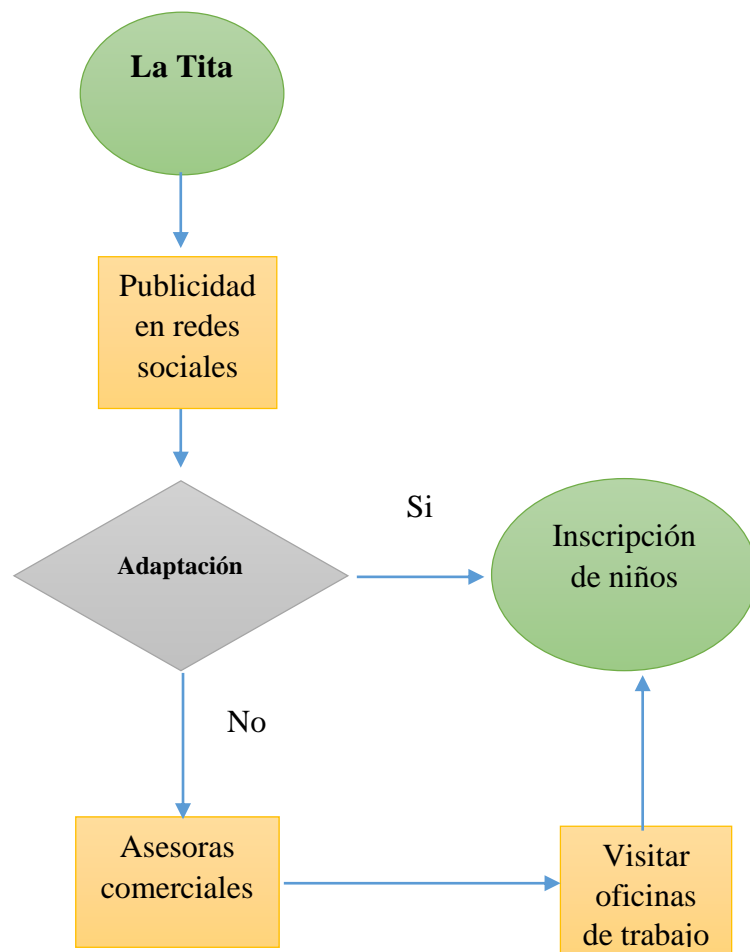 La Tita
Publicidad
en redes
sociales
Si
Adaptación
Inscripción
de niños
No
Asesoras
comerciales
Visitar
oficinas
de trabajo